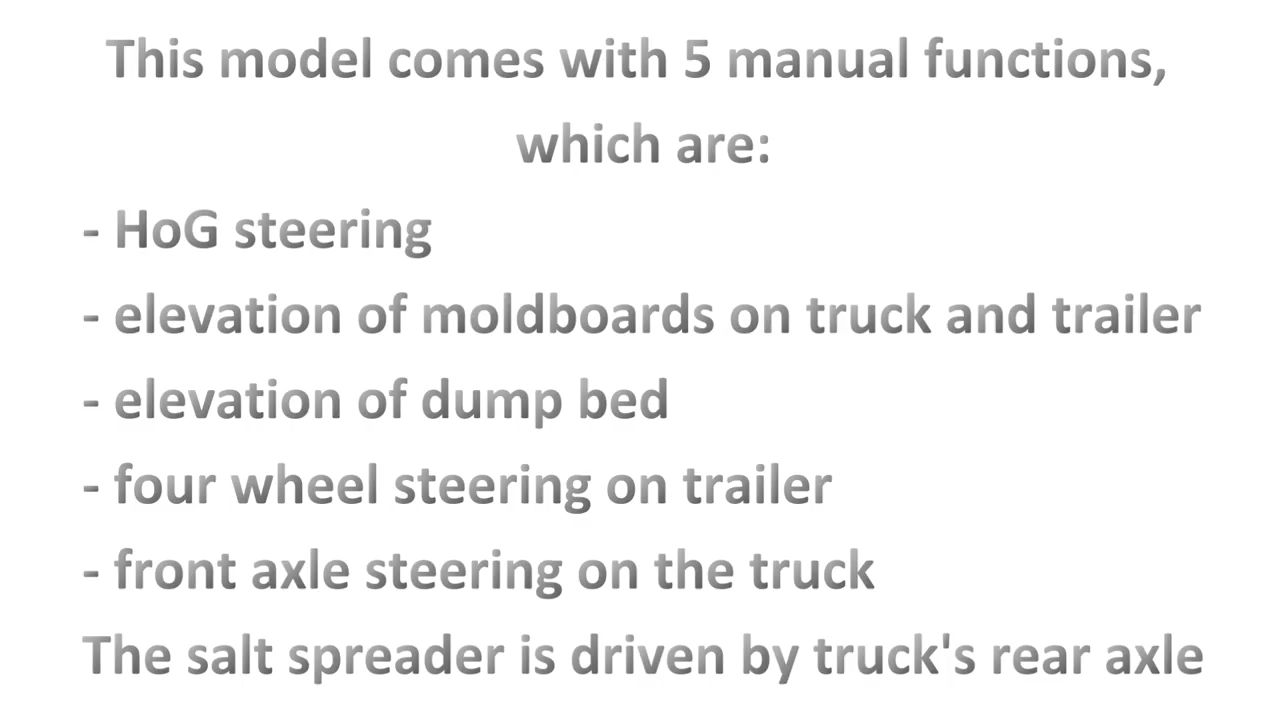 This model comes with 5 manual functions,
which are:
- HoG steering
- elevation of moldboards on truck and trailer
- elevation of dump bed
- four wheel steering on trailer
- front axle steering on the truck
The salt spreader is driven by truck's rear axle